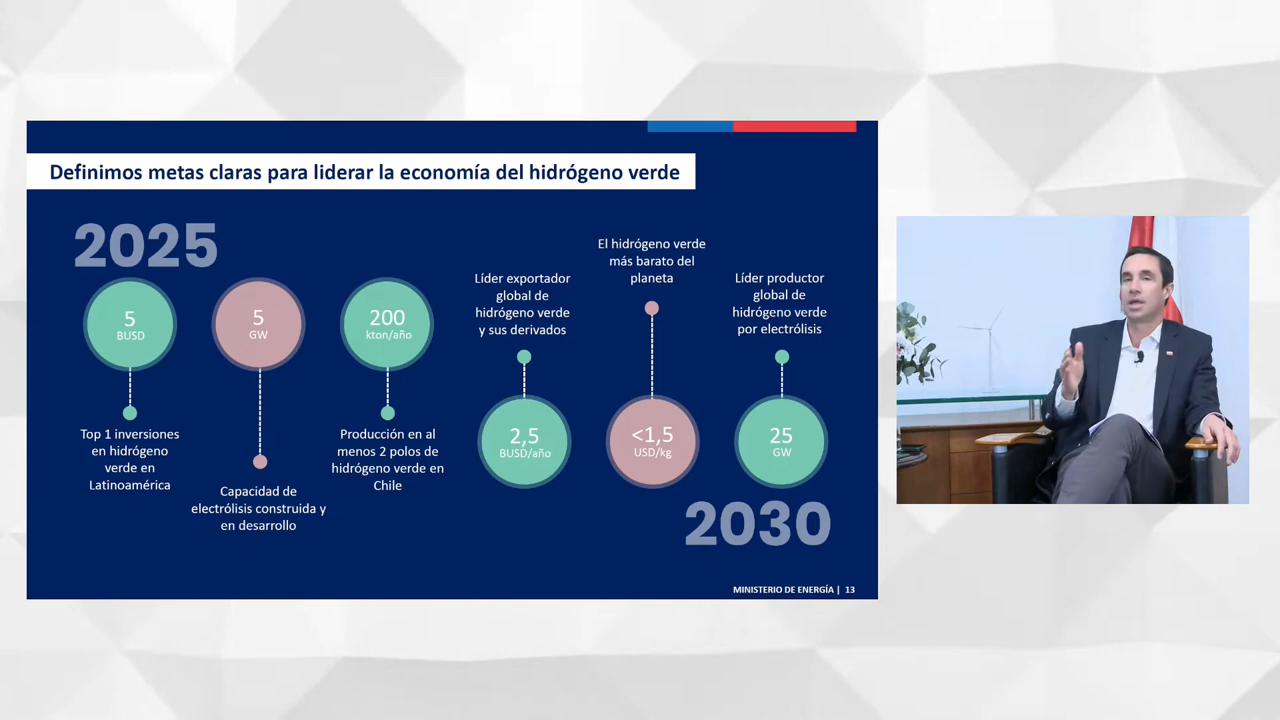 Definimos metas claras para liderar la economía del hidrógeno verde
2025
5
BUSD
Top 1 inversiones
en hidrógeno
verde en
Latinoamérica
5
GW
Capacidad de
electrólisis construida y
en desarrollo
200
kton/año
Producción en al
menos 2 polos de
hidrógeno verde en
Chile
Líder exportador
global de
hidrógeno verde
y sus derivados
2,5
BUSD/año
El hidrógeno verde
más barato del
planeta
<1,5
USD/kg
Líder productor
global de
hidrógeno verde
por electrólisis
25
GW
2030
MINISTERIO DE ENERGÍA | 13